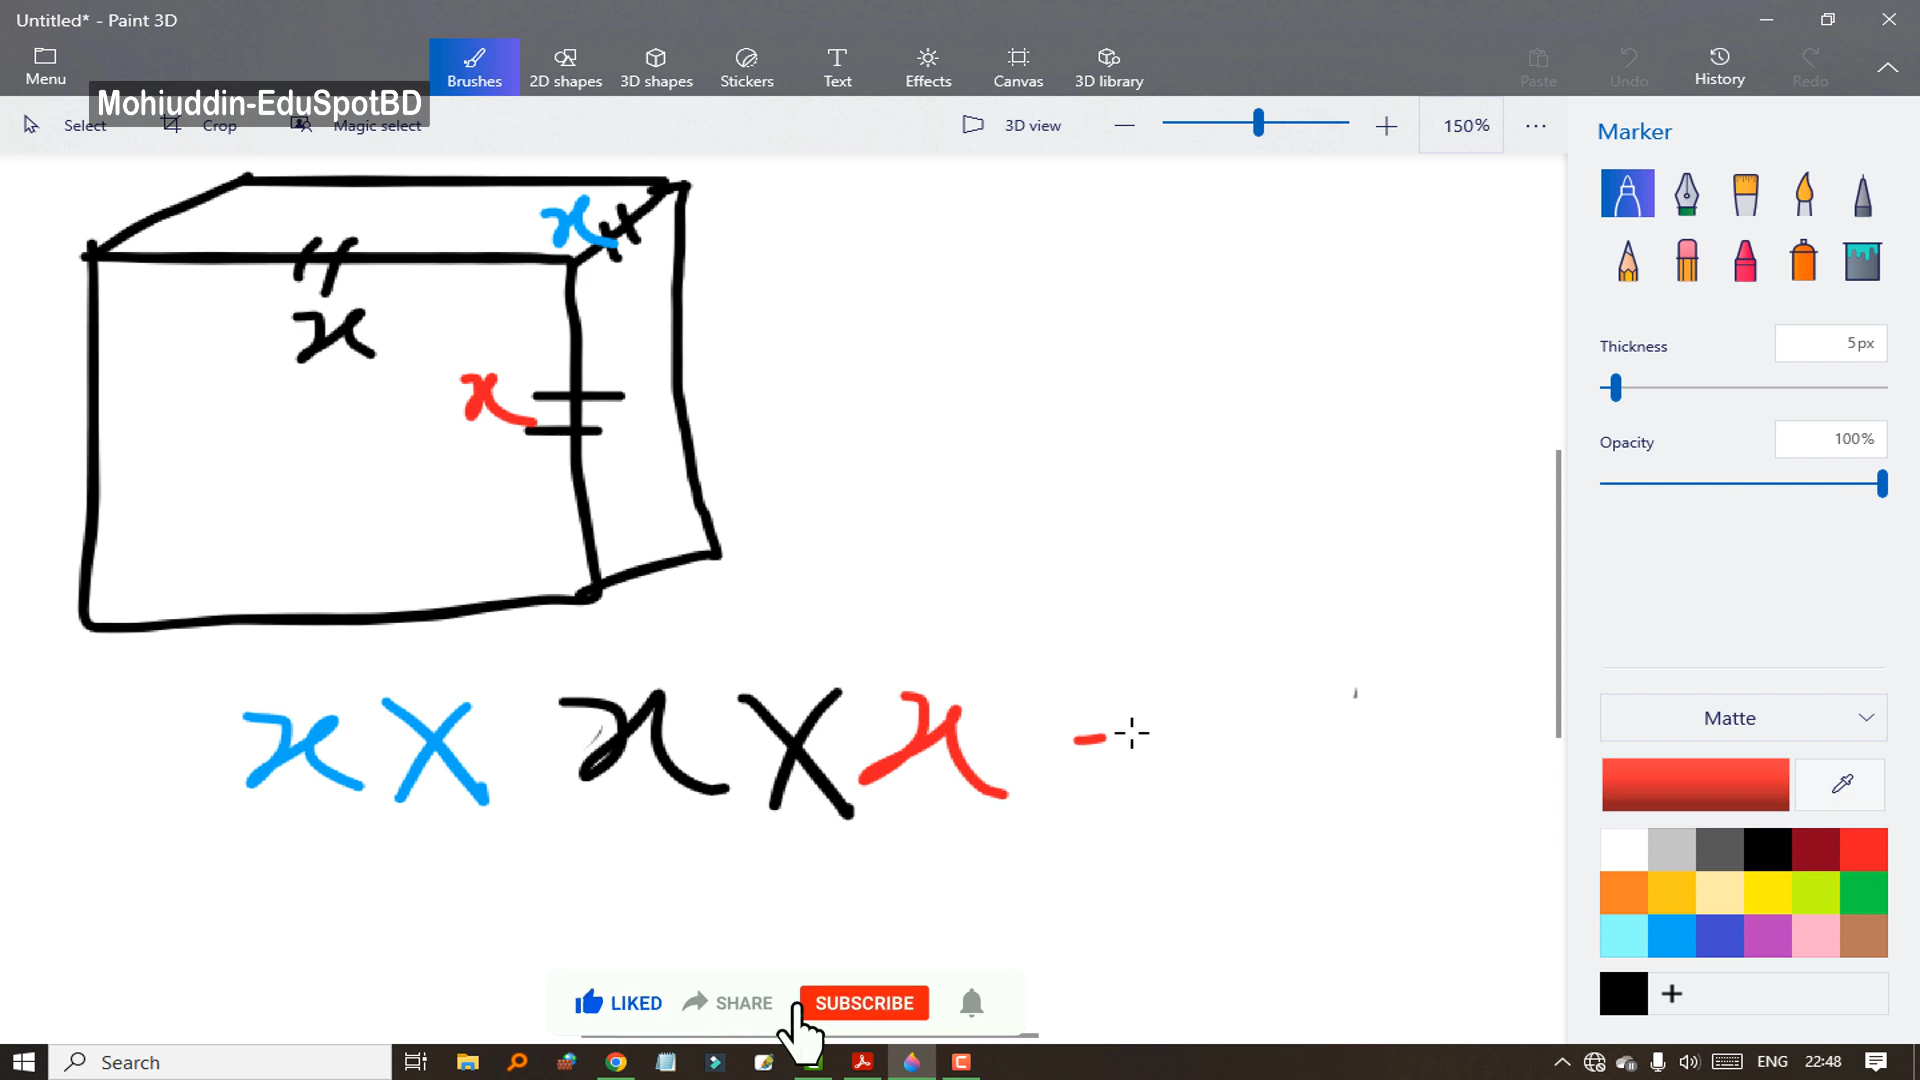 Untitled* - Paint 3D
Menu
Brushes
2D shapes
3D shapes
Stickers
Text
Effects
Canvas
3D library
Paste
Undo
History
Redo
Mohiuddin-EduSpotBD
Select
Crop
Magic select
3D view
150%
Marker
Thickness
5px
Opacity
100%
Matte
x
x
x
x × x × x -
LIKED
SHARE
SUBSCRIBE
Search
ENG
22:48